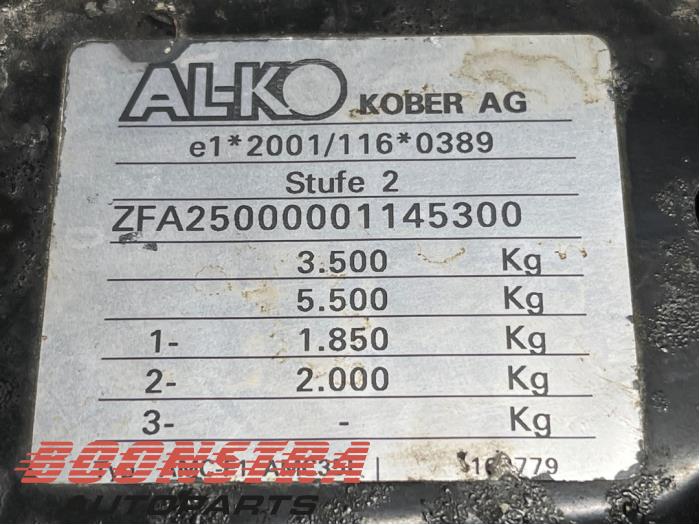 AL-KO KOBER AG
e1*2001/116*0389
Stufe 2
ZFA25000001145300
3.500 Kg
5.500 Kg
1- 1.850 Kg
2- 2.000 Kg
3- - Kg
BOONSTRA
AUTOPARTS